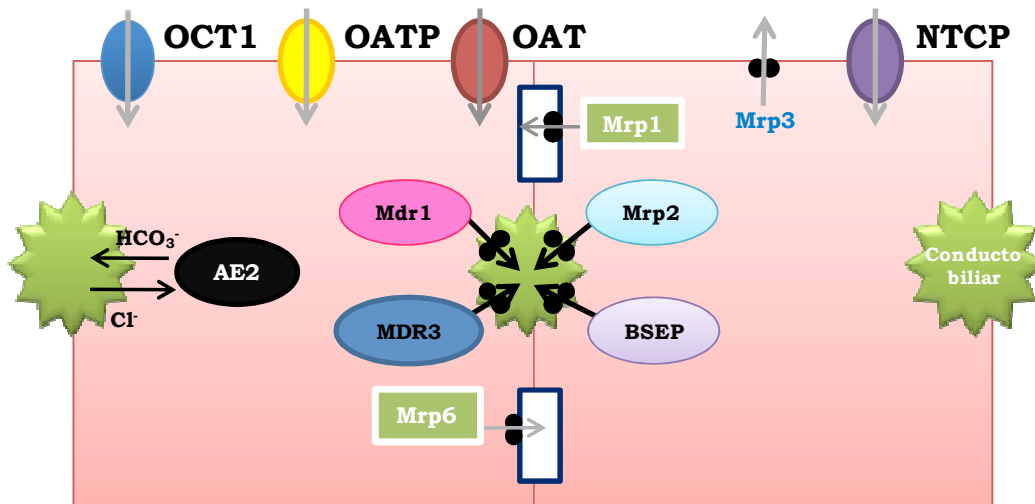 OCT1
OATP
OAT
NTCP
Mrp1
Mrp3
Mdr1
Mrp2
HCO₃⁻
AE2
Cl⁻
Conducto
biliar
MDR3
BSEP
Mrp6